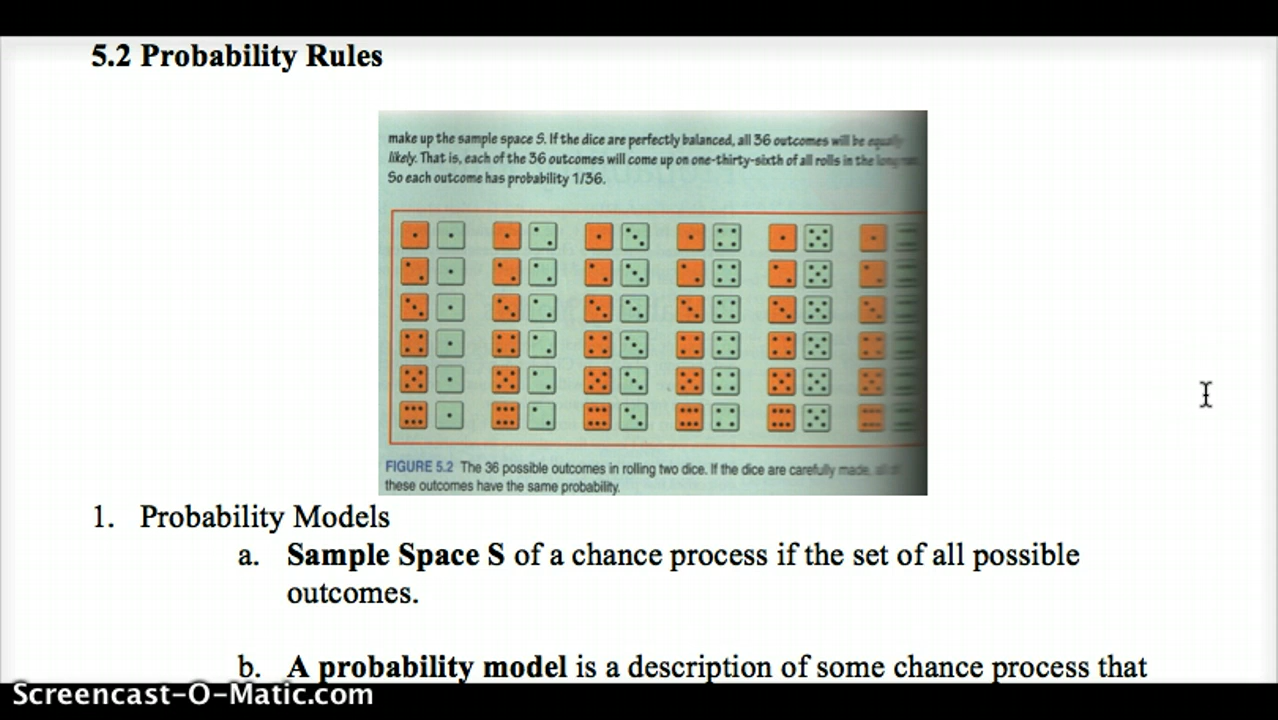 5.2 Probability Rules
make up the sample space S. If the dice are perfectly balanced, all 36 outcomes will be equally
likely. That is, each of the 36 outcomes will come up on one-thirty-sixth of all rolls in the long run.
So each outcome has probability 1/36.
FIGURE 5.2 The 36 possible outcomes in rolling two dice. If the dice are carefully made, all of
these outcomes have the same probability.
1. Probability Models
a. Sample Space S of a chance process if the set of all possible
outcomes.
b. A probability model is a description of some chance process that
Screencast-O-Matic.com